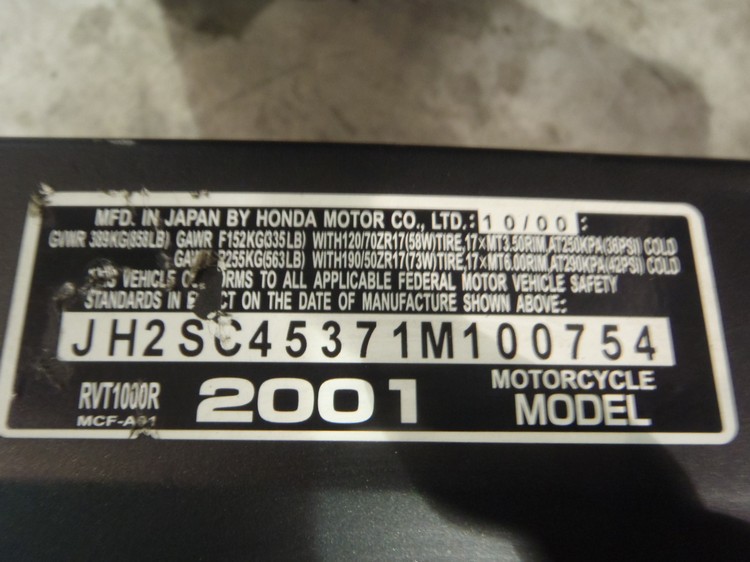 MFD. IN JAPAN BY HONDA MOTOR CO., LTD.: 10/00 :
GVWR 389KG(858LB) GAWR F152KG(335LB) WITH120/70ZR17(58W)TIRE,17×MT3.50RIM,AT250KPA(36PSI) COLD
R255KG(563LB) WITH190/50ZR17(73W)TIRE,17×MT6.00RIM,AT290KPA(42PSI) COLD
THIS VEHICLE TO ALL APPLICABLE FEDERAL MOTOR VEHICLE SAFETY
STANDARDS IN ON THE DATE OF MANUFACTURE SHOWN ABOVE:
JH2SC45371M100754
RVT1000R 2001 MOTORCYCLE MODEL